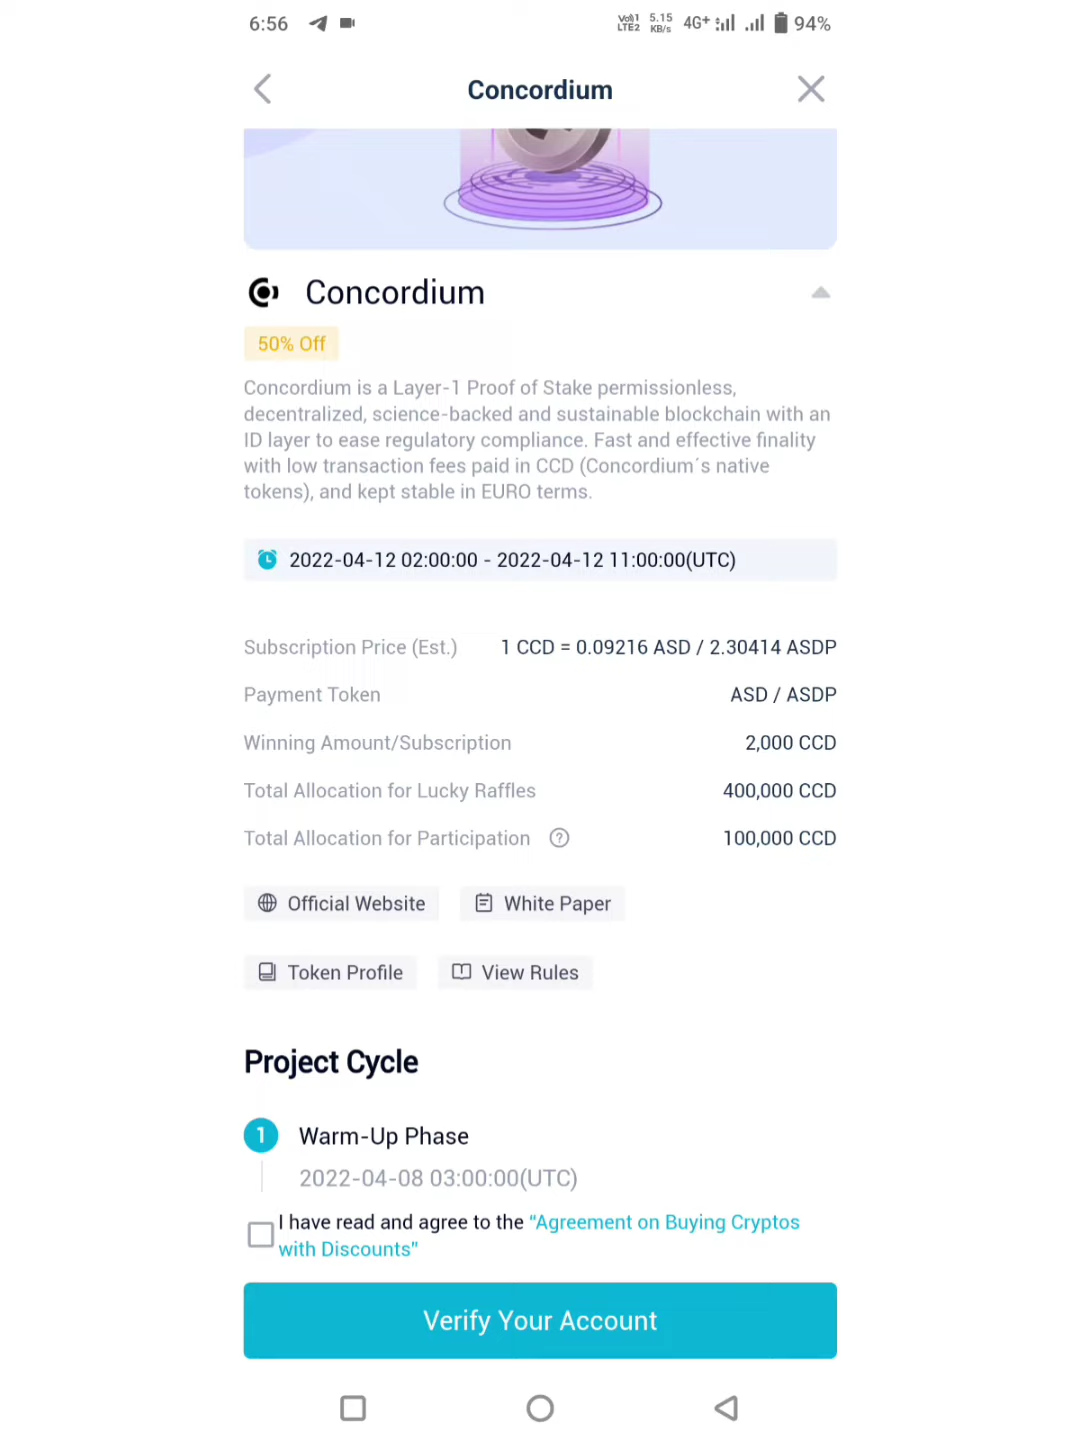 6:56
Vo))1 LTE2 5.15 KB/s 4G+ 94%
Concordium
Concordium
50% Off
Concordium is a Layer-1 Proof of Stake permissionless,
decentralized, science-backed and sustainable blockchain with an
ID layer to ease regulatory compliance. Fast and effective finality
with low transaction fees paid in CCD (Concordium´s native
tokens), and kept stable in EURO terms.
2022-04-12 02:00:00 - 2022-04-12 11:00:00(UTC)
Subscription Price (Est.) 1 CCD = 0.09216 ASD / 2.30414 ASDP
Payment Token ASD / ASDP
Winning Amount/Subscription 2,000 CCD
Total Allocation for Lucky Raffles 400,000 CCD
Total Allocation for Participation ? 100,000 CCD
Official Website White Paper
Token Profile View Rules
Project Cycle
1 Warm-Up Phase
2022-04-08 03:00:00(UTC)
I have read and agree to the “Agreement on Buying Cryptos
with Discounts”
Verify Your Account